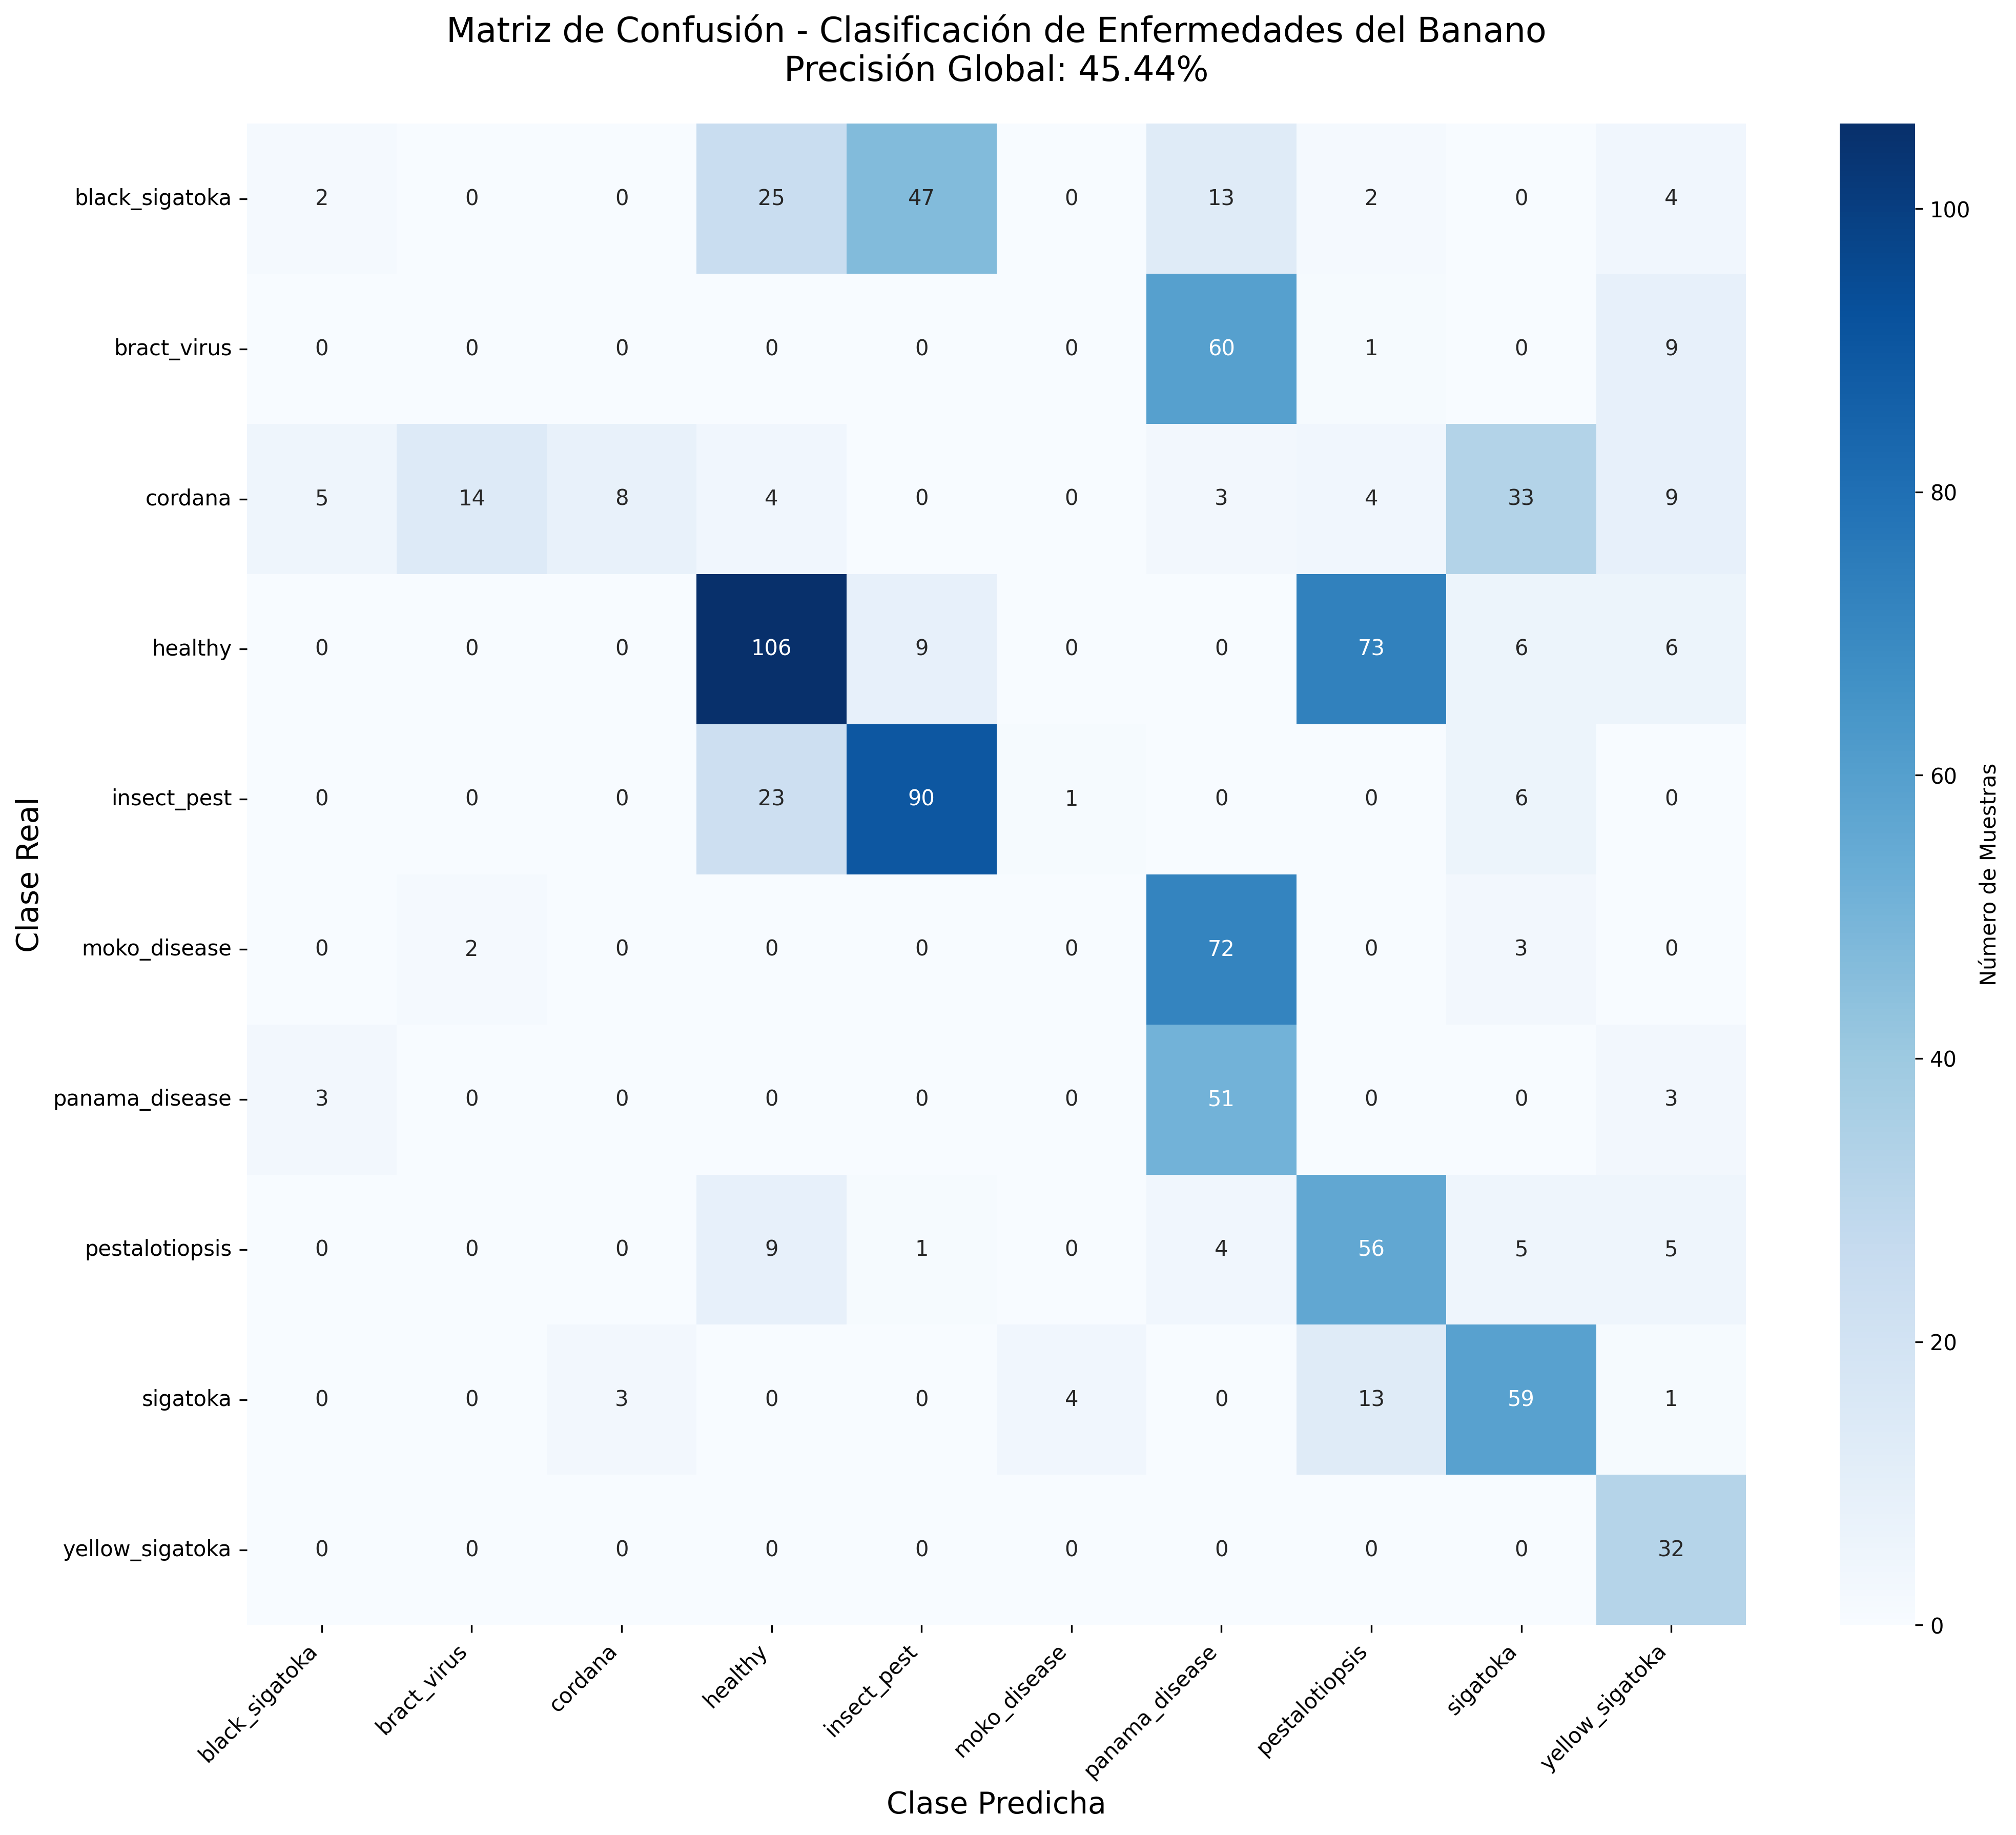 Matriz de Confusión - Clasificación de Enfermedades del Banano
Precisión Global: 45.44%
black_sigatoka 2 0 0 25 47 0 13 2 0 4
bract_virus 0 0 0 0 0 0 60 1 0 9
cordana 5 14 8 4 0 0 3 4 33 9
healthy 0 0 0 106 9 0 0 73 6 6
insect_pest 0 0 0 23 90 1 0 0 6 0
moko_disease 0 2 0 0 0 0 72 0 3 0
panama_disease 3 0 0 0 0 0 51 0 0 3
pestalotiopsis 0 0 0 9 1 0 4 56 5 5
sigatoka 0 0 3 0 0 4 0 13 59 1
yellow_sigatoka 0 0 0 0 0 0 0 0 0 32
black_sigatoka bract_virus cordana healthy insect_pest moko_disease panama_disease pestalotiopsis sigatoka yellow_sigatoka
Clase Predicha
Clase Real
100
80
60
40
20
0
Número de Muestras